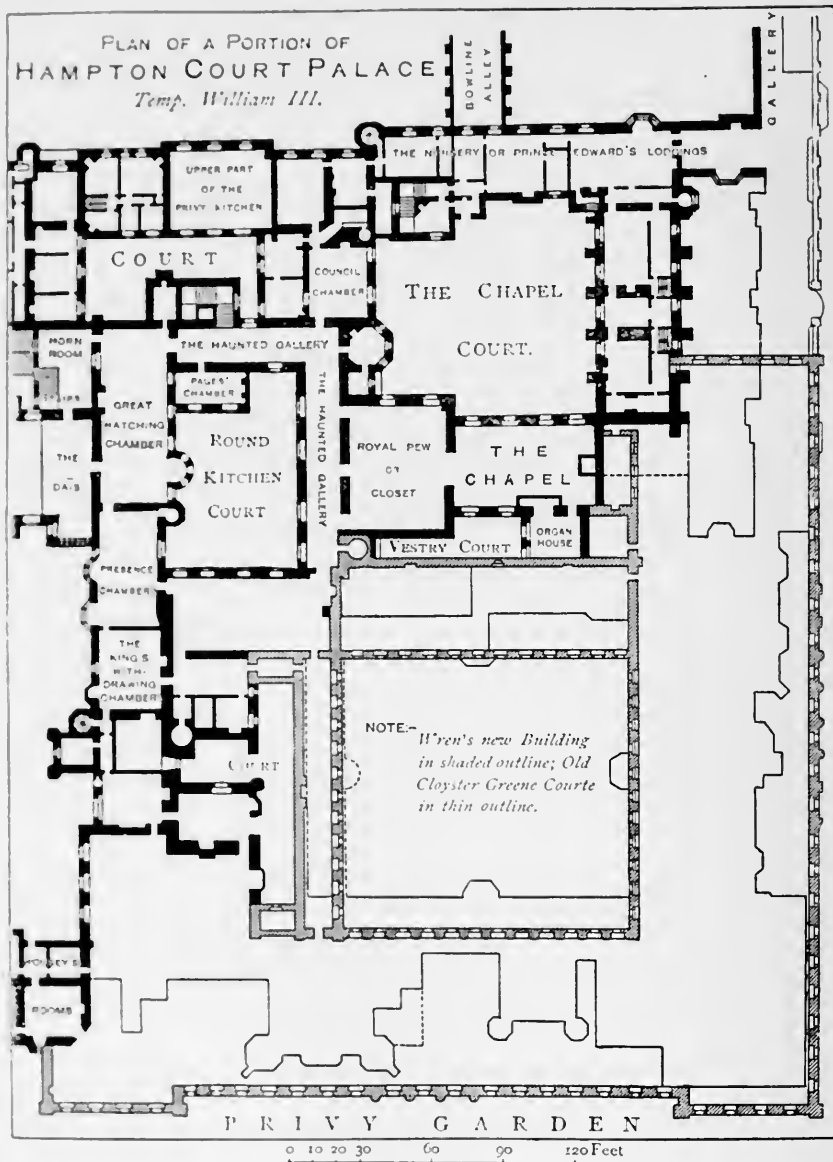 PLAN OF A PORTION OF
HAMPTON COURT PALACE
Temp. William III.
BOWLINE
ALLEY
GALLERY
THE NURSERY OR PRINCE EDWARD'S LODGINGS
UPPER PART
OF THE
PRIVY KITCHEN
COURT
COUNCIL
CHAMBER
THE CHAPEL
COURT.
HORN
ROOM
STAIRS
THE HAUNTED GALLERY
PAGES'
CHAMBER
THE HAUNTED GALLERY
GREAT
WATCHING
CHAMBER
ROUND
KITCHEN
COURT
ROYAL PEW
OR
CLOSET
THE
CHAPEL
THE
DAIS
VESTRY COURT
ORGAN
HOUSE
PRESENCE
CHAMBER
THE
KING'S
WITH-
DRAWING
CHAMBER
COURT
NOTE:-
Wren's new Building
in shaded outline; Old
Cloyster Greene Courte
in thin outline.
WOLSEY'S
ROOMS
PRIVY GARDEN
0 10 20 30 60 90 120 Feet